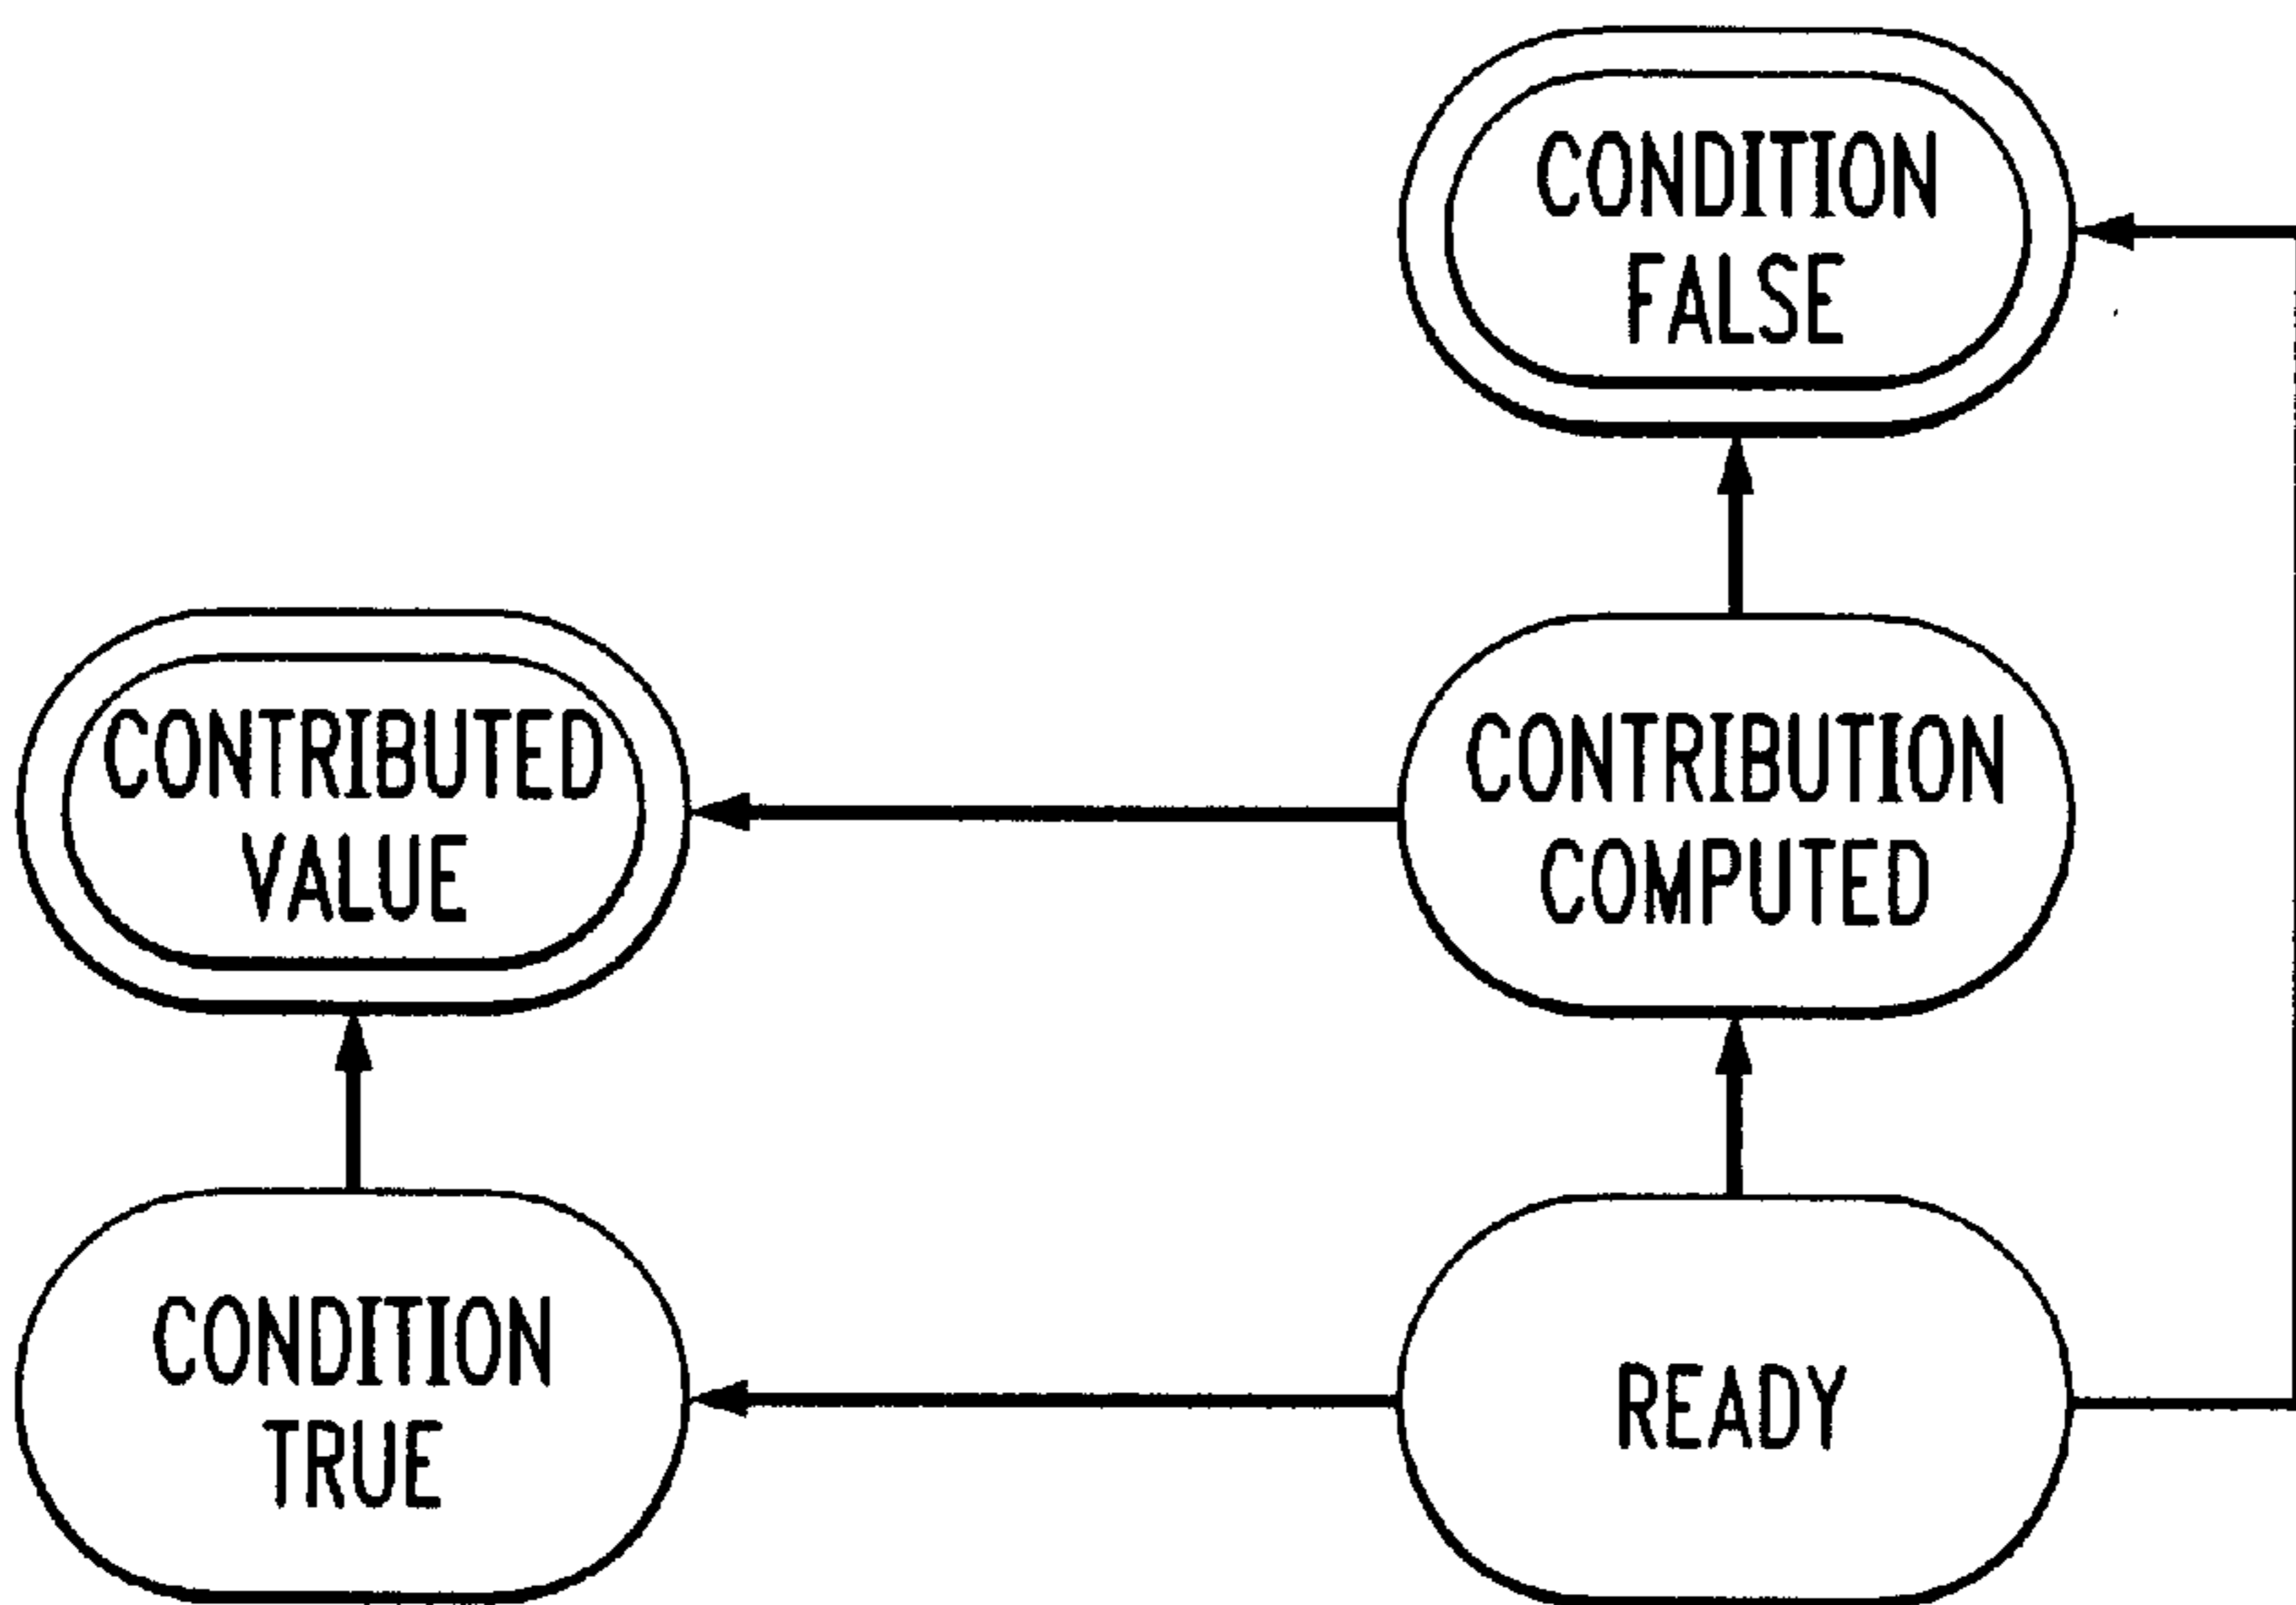 CONDITION
FALSE
CONTRIBUTED
VALUE
CONTRIBUTION
COMPUTED
CONDITION
TRUE
READY